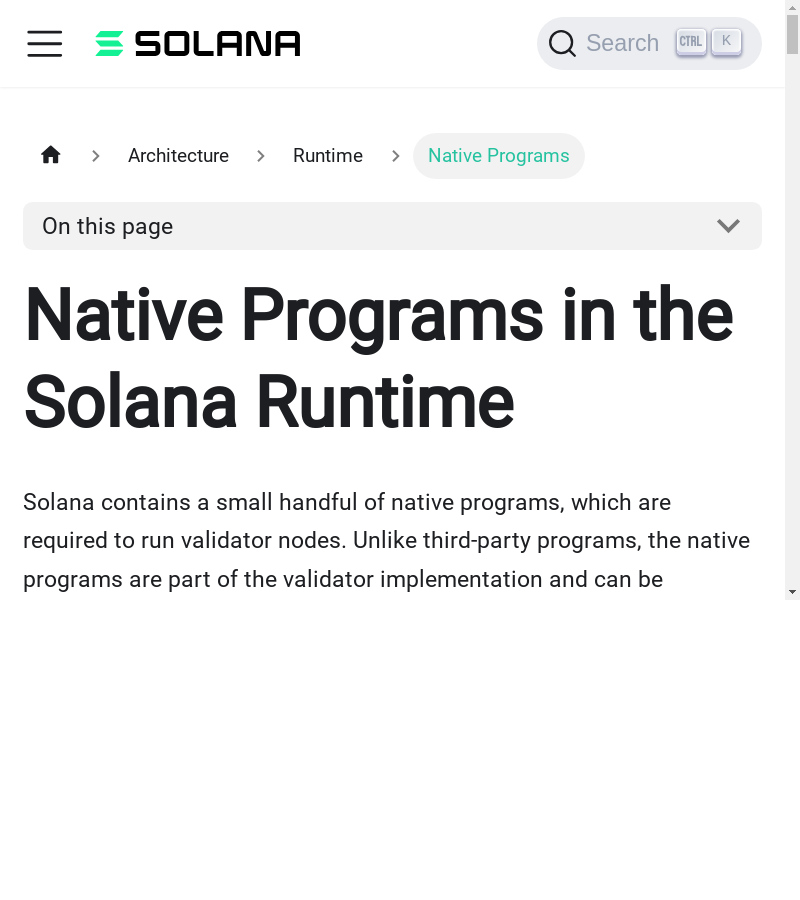 SOLANA
Search CTRL K
Architecture Runtime Native Programs
On this page
Native Programs in the
Solana Runtime
Solana contains a small handful of native programs, which are
required to run validator nodes. Unlike third-party programs, the native
programs are part of the validator implementation and can be